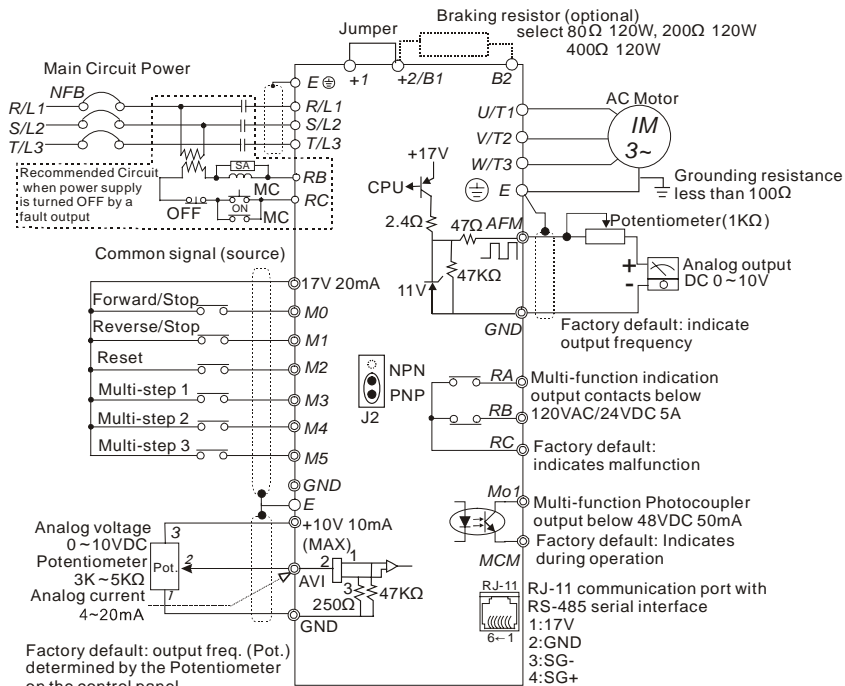 Braking resistor (optional)
select 80Ω 120W, 200Ω 120W
400Ω 120W
Jumper
+1
+2/B1
B2
Main Circuit Power
NFB
R/L1
S/L2
T/L3
E
R/L1
S/L2
T/L3
Recommended Circuit
when power supply
is turned OFF by a
fault output
SA
MC
ON
OFF
MC
RB
RC
U/T1
V/T2
W/T3
E
AC Motor
IM
3~
Grounding resistance
less than 100Ω
+17V
CPU
2.4Ω
47Ω
AFM
47KΩ
11V
GND
Potentiometer(1KΩ)
+
-
Analog output
DC 0~10V
Factory default: indicate
output frequency
Common signal (source)
17V 20mA
Forward/Stop
M0
Reverse/Stop
M1
Reset
M2
Multi-step 1
M3
Multi-step 2
M4
Multi-step 3
M5
GND
E
NPN
PNP
J2
RA
RB
RC
Multi-function indication
output contacts below
120VAC/24VDC 5A
Factory default:
indicates malfunction
Mo1
MCM
Multi-function Photocoupler
output below 48VDC 50mA
Factory default: Indicates
during operation
Analog voltage
0~10VDC
Potentiometer
3K~5KΩ
Analog current
4~20mA
3
Pot.
2
1
+10V 10mA
(MAX)
AVI
2
1
3
250Ω
47KΩ
GND
RJ-11
6←1
RJ-11 communication port with
RS-485 serial interface
1:17V
2:GND
3:SG-
4:SG+
Factory default: output freq. (Pot.)
determined by the Potentiometer
on the control panel